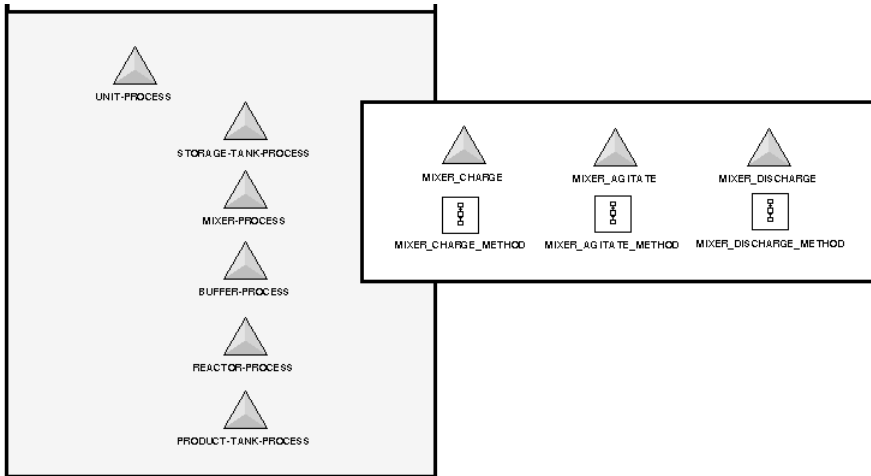 UNIT-PROCESS
STORAGE-TANK-PROCESS
MIXER-PROCESS
BUFFER-PROCESS
REACTOR-PROCESS
PRODUCT-TANK-PROCESS
MIXER_CHARGE MIXER_AGITATE MIXER_DISCHARGE
MIXER_CHARGE_METHOD MIXER_AGITATE_METHOD MIXER_DISCHARGE_METHOD